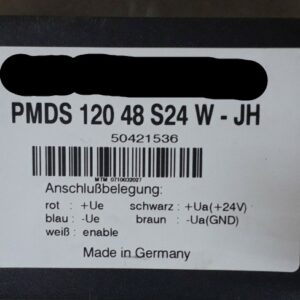 PMDS 120 48 S24 W - JH
50421536
Anschlußbelegung:
rot : +Ue schwarz : +Ua(+24V)
blau : -Ue braun : -Ua(GND)
weiß : enable
Made in Germany